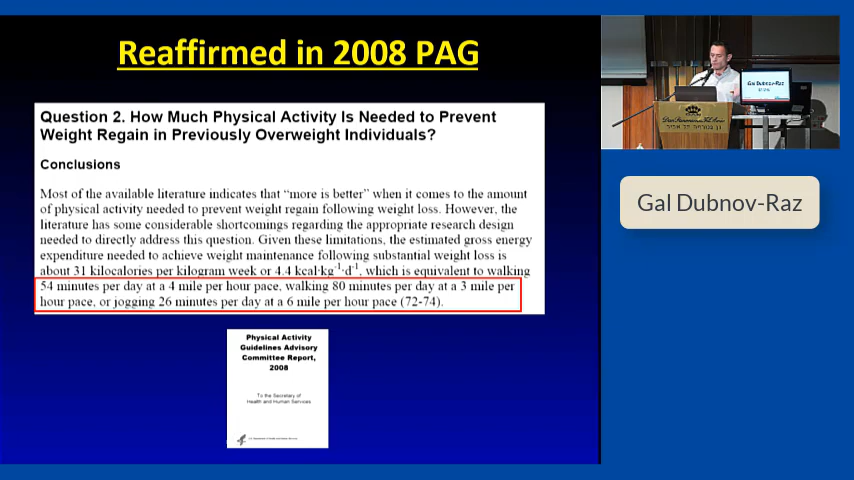 Reaffirmed in 2008 PAG
Question 2. How Much Physical Activity Is Needed to Prevent
Weight Regain in Previously Overweight Individuals?
Conclusions
Most of the available literature indicates that “more is better” when it comes to the amount
of physical activity needed to prevent weight regain following weight loss. However, the
literature has some considerable shortcomings regarding the appropriate research design
needed to directly address this question. Given these limitations, the estimated gross energy
expenditure needed to achieve weight maintenance following substantial weight loss is
about 31 kilocalories per kilogram week or 4.4 kcal·kg⁻¹·d⁻¹, which is equivalent to walking
54 minutes per day at a 4 mile per hour pace, walking 80 minutes per day at a 3 mile per
hour pace, or jogging 26 minutes per day at a 6 mile per hour pace (72-74).
Physical Activity
Guidelines Advisory
Committee Report,
2008
To the Secretary of
Health and Human Services
Gal Dubnov-Raz
Gal Dubnov-Raz